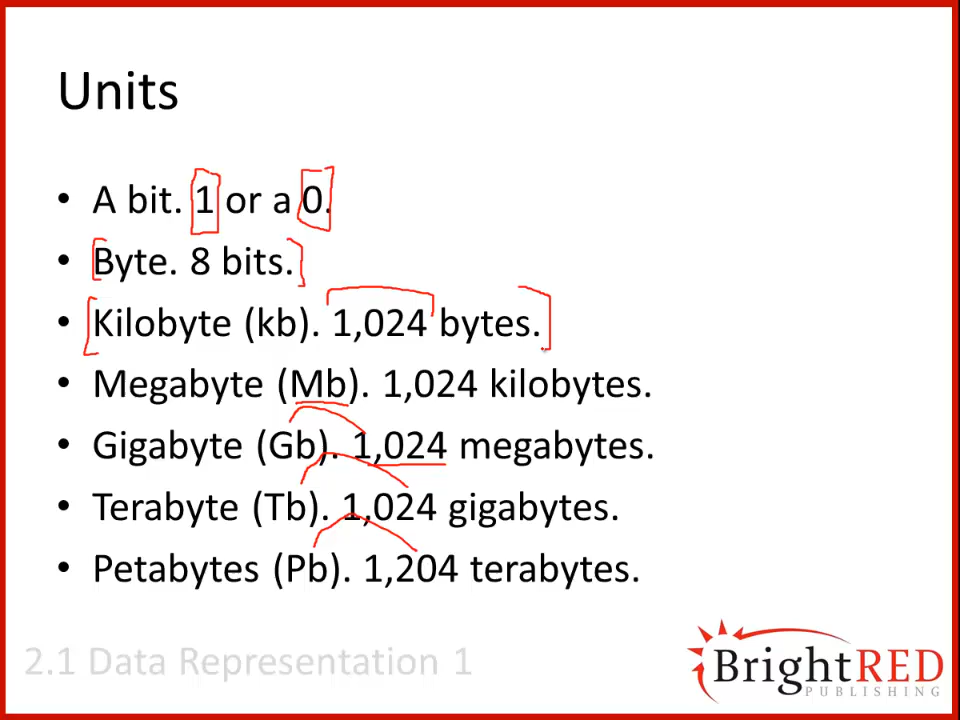 Units
• A bit. 1 or a 0.
• Byte. 8 bits.
• Kilobyte (kb). 1,024 bytes.
• Megabyte (Mb). 1,024 kilobytes.
• Gigabyte (Gb). 1,024 megabytes.
• Terabyte (Tb). 1,024 gigabytes.
• Petabytes (Pb). 1,204 terabytes.
2.1 Data Representation 1
BrightRED
PUBLISHING